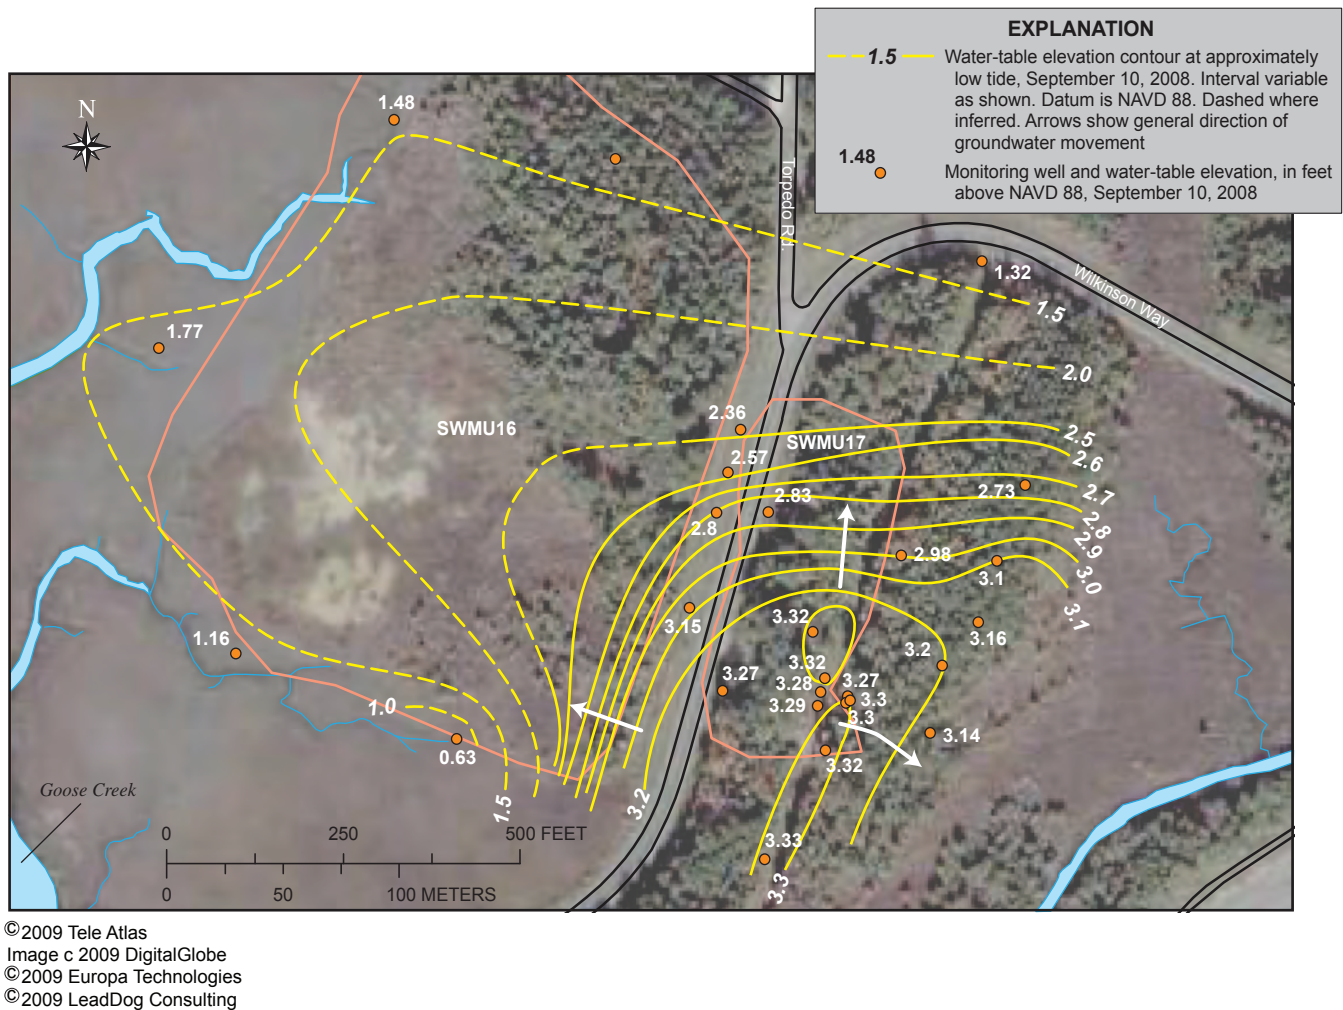 EXPLANATION
1.5
Water-table elevation contour at approximately
low tide, September 10, 2008. Interval variable
as shown. Datum is NAVD 88. Dashed where
inferred. Arrows show general direction of
groundwater movement
1.48
Monitoring well and water-table elevation, in feet
above NAVD 88, September 10, 2008
N
1.48
Torpedo Rd
1.32
Wilkinson Way
1.5
1.77
2.0
2.36
SWMU16
SWMU17
2.5
2.6
2.57
2.73
2.7
2.83
2.8
2.8
2.9
2.98
3.1
3.0
3.1
3.15
3.32
3.16
1.16
3.2
3.32
3.27
3.27
3.28
3.3
3.29
3.3
1.0
3.14
0.63
3.32
Goose Creek
1.5
3.2
0 250 500 FEET
3.33
3.3
0 50 100 METERS
©2009 Tele Atlas
Image c 2009 DigitalGlobe
©2009 Europa Technologies
©2009 LeadDog Consulting